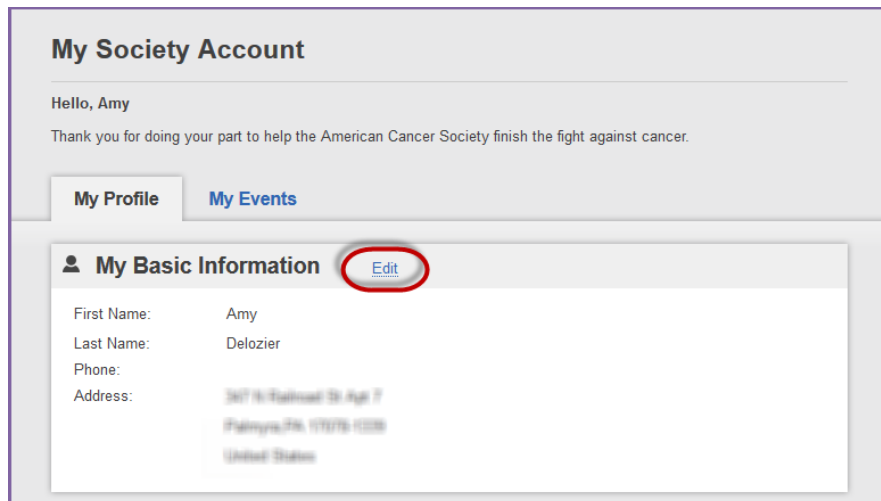 My Society Account
Hello, Amy
Thank you for doing your part to help the American Cancer Society finish the fight against cancer.
My Profile My Events
My Basic Information Edit
First Name: Amy
Last Name: Delozier
Phone:
Address:
United States